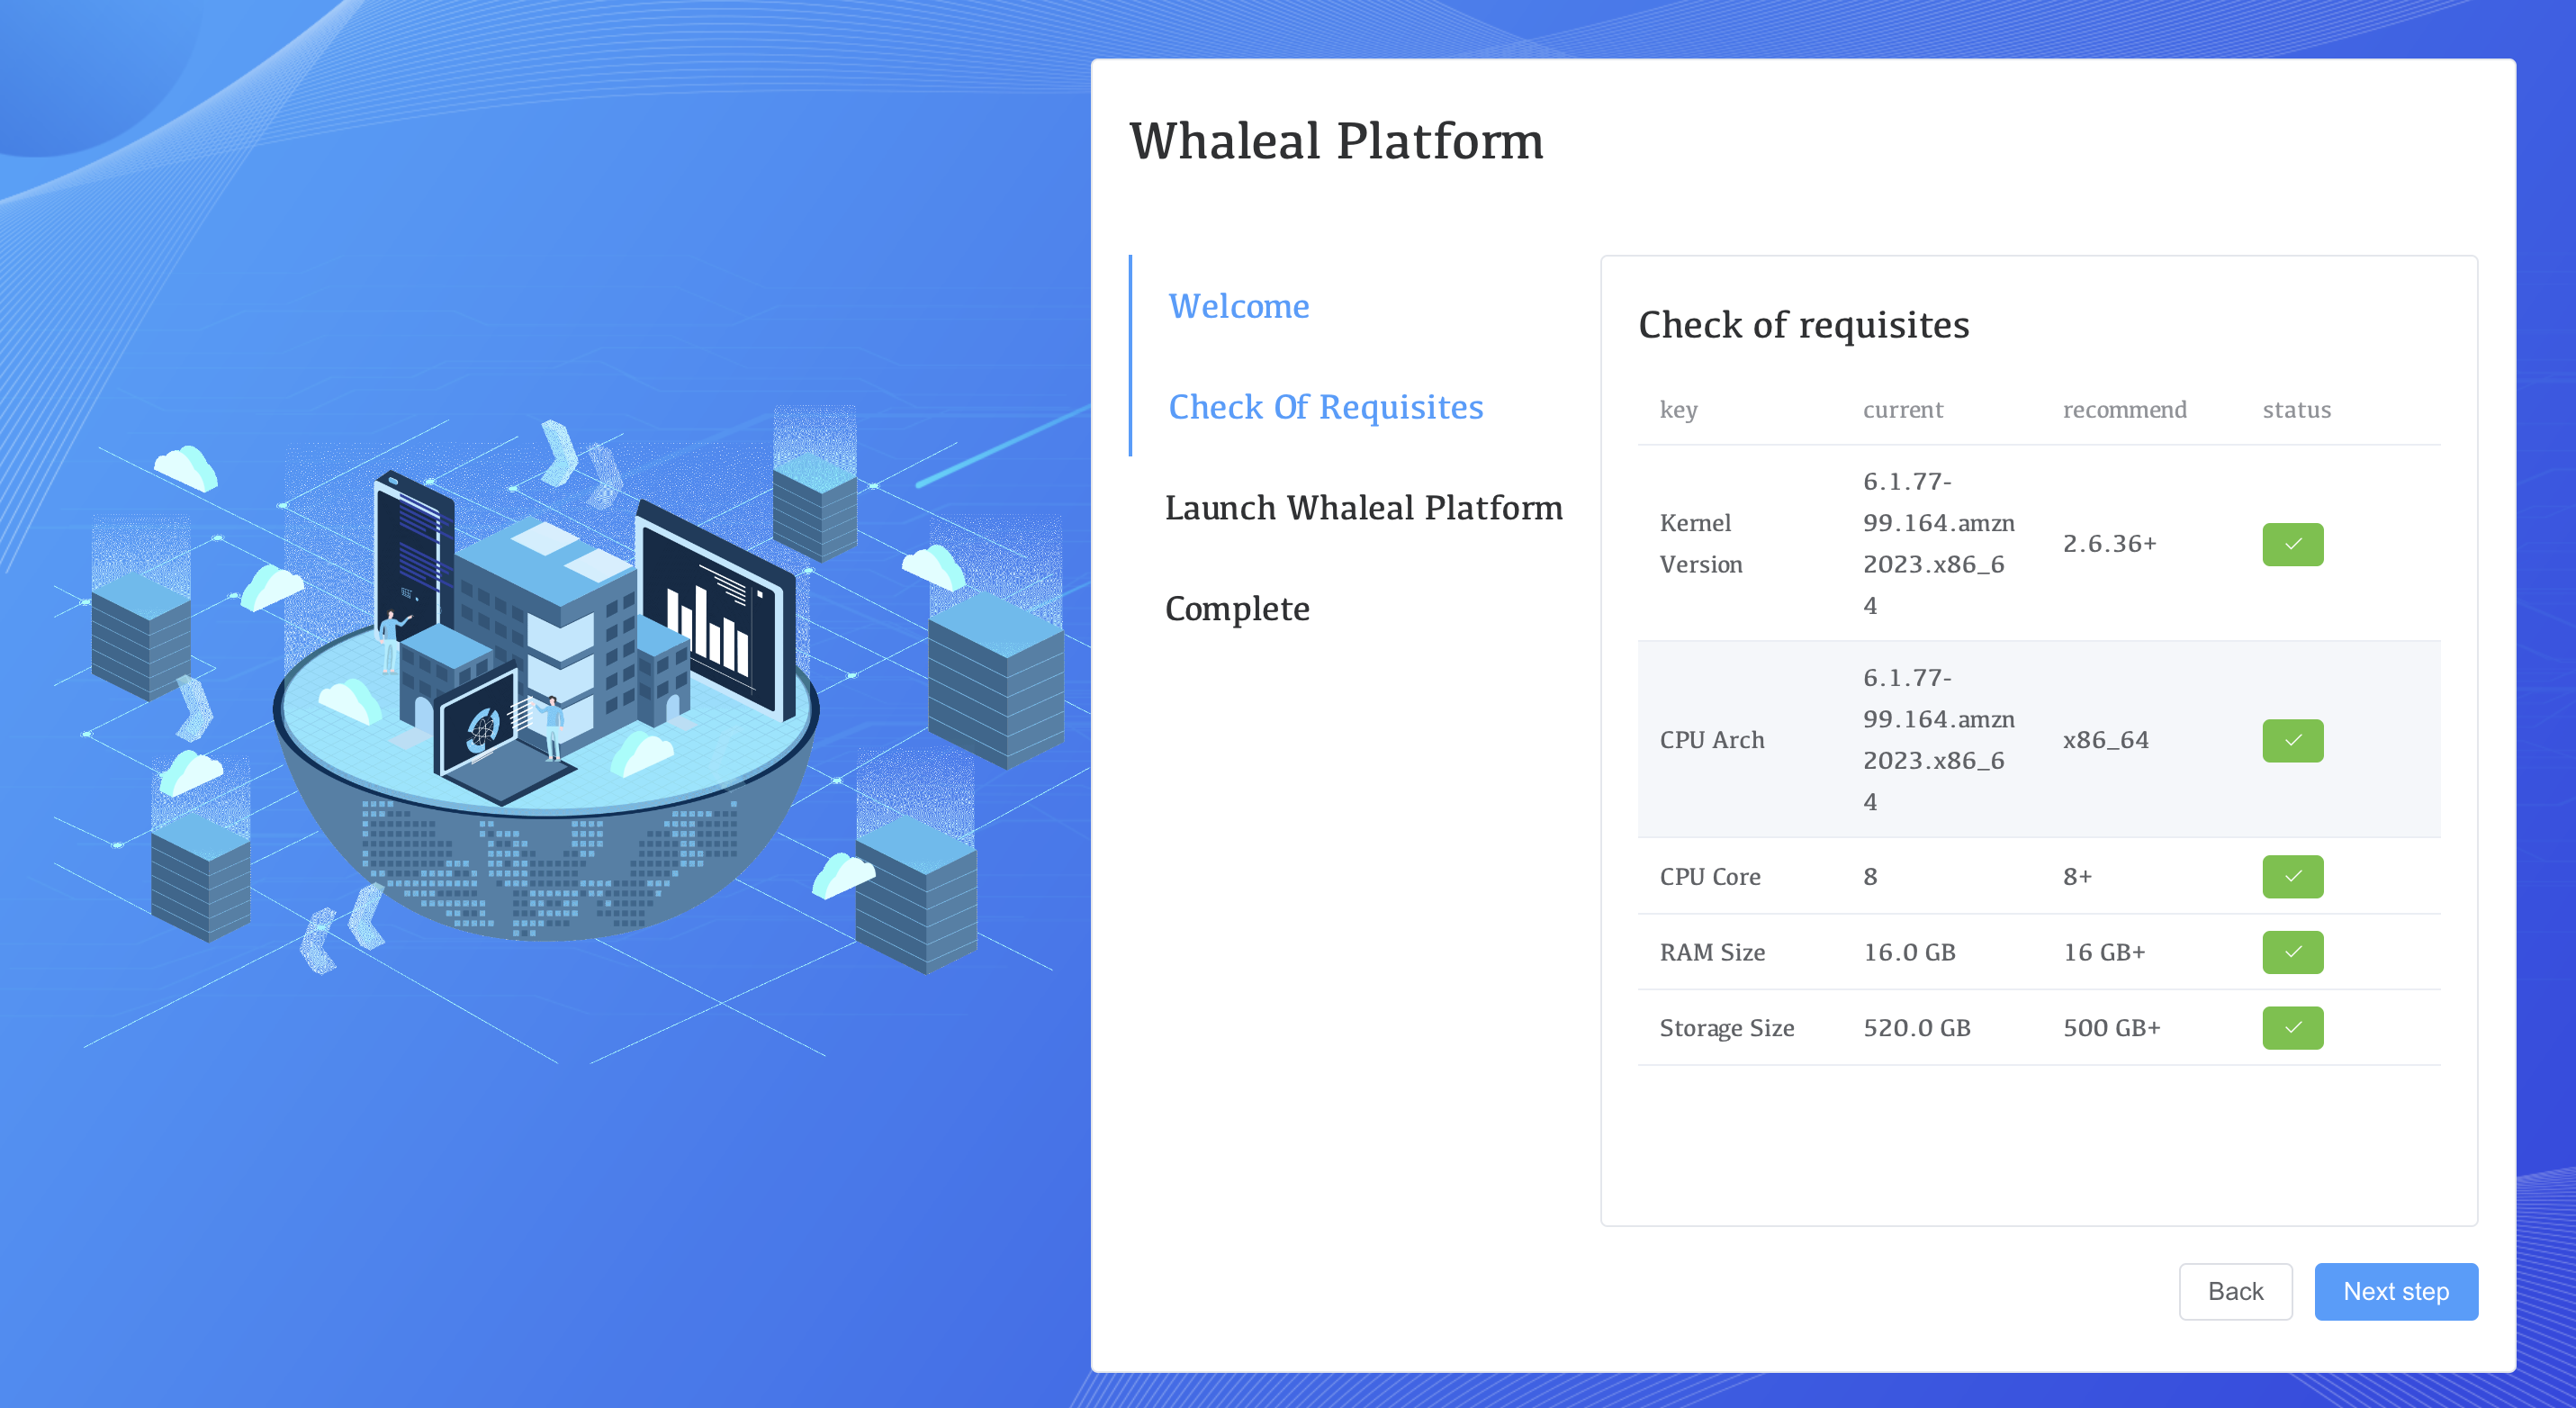 Whaleal Platform
Welcome
Check Of Requisites
Launch Whaleal Platform
Complete
Check of requisites
key current recommend status
Kernel Version 6.1.77-99.164.amzn2023.x86_64 2.6.36+
CPU Arch 6.1.77-99.164.amzn2023.x86_64 x86_64
CPU Core 8 8+
RAM Size 16.0 GB 16 GB+
Storage Size 520.0 GB 500 GB+
Back Next step